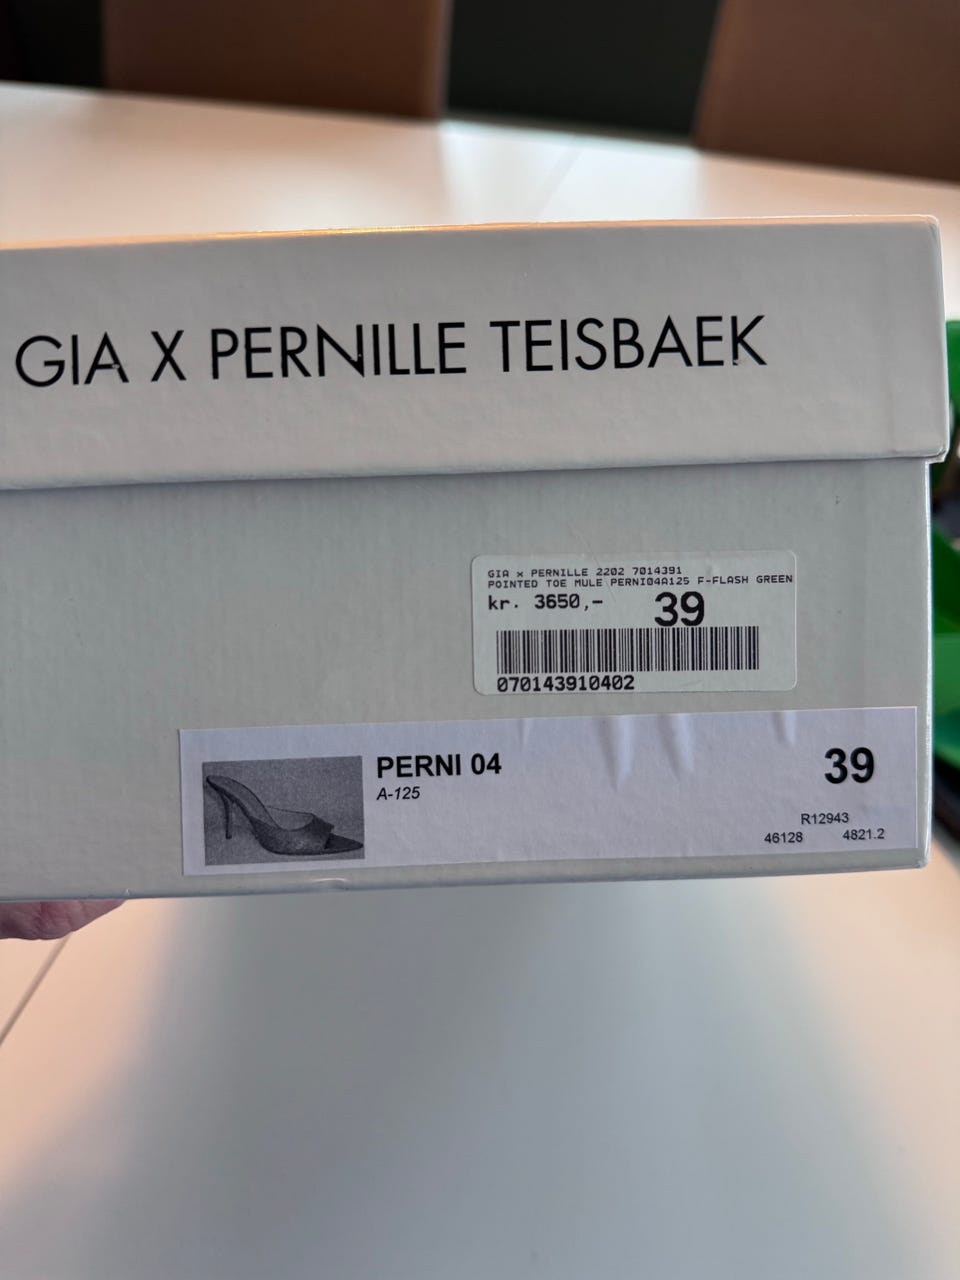 GIA X PERNILLE TEISBAEK
GIA x PERNILLE 2202 7014391
POINTED TOE MULE PERNI04A125 F-FLASH GREEN
kr. 3650,- 39
070143910402
PERNI 04 39
A-125
R12943
46128 4821.2